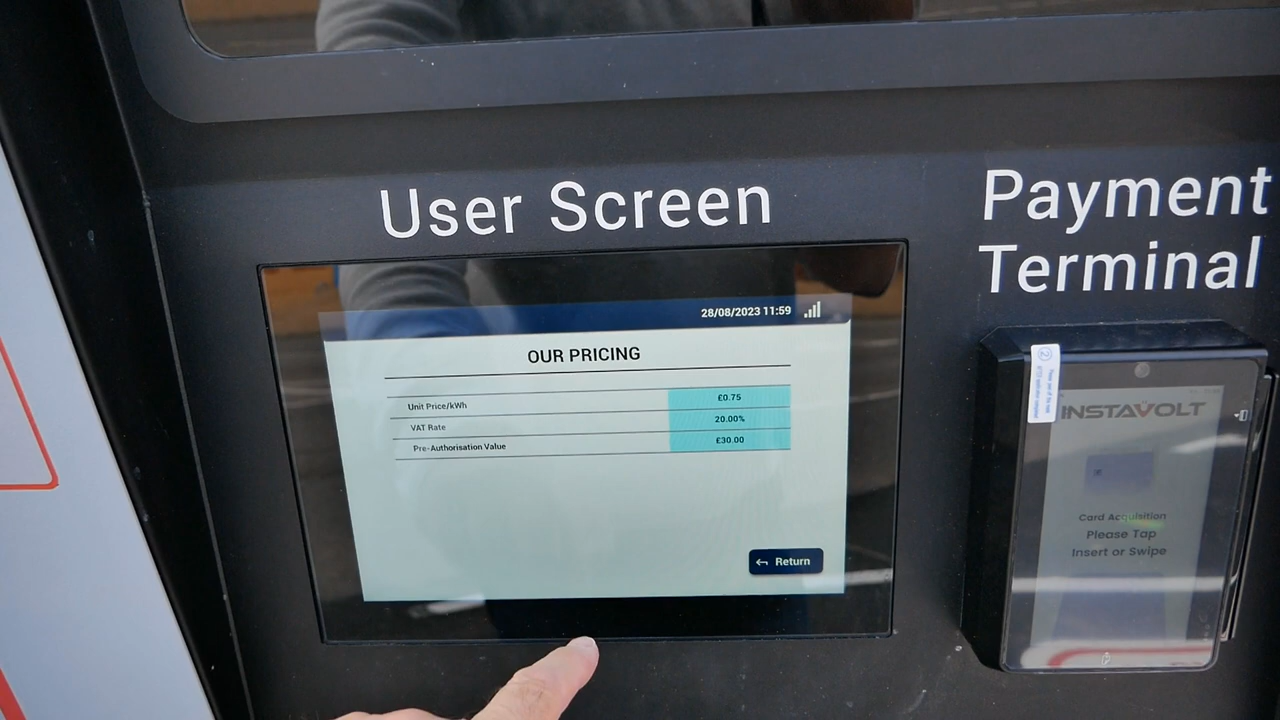 User Screen
28/08/2023 11:59
OUR PRICING
Unit Price/kWh £0.75
VAT Rate 20.00%
Pre-Authorisation Value £30.00
Return
Payment
Terminal
2
INSTAVOLT
Card Acquisition
Please Tap
Insert or Swipe